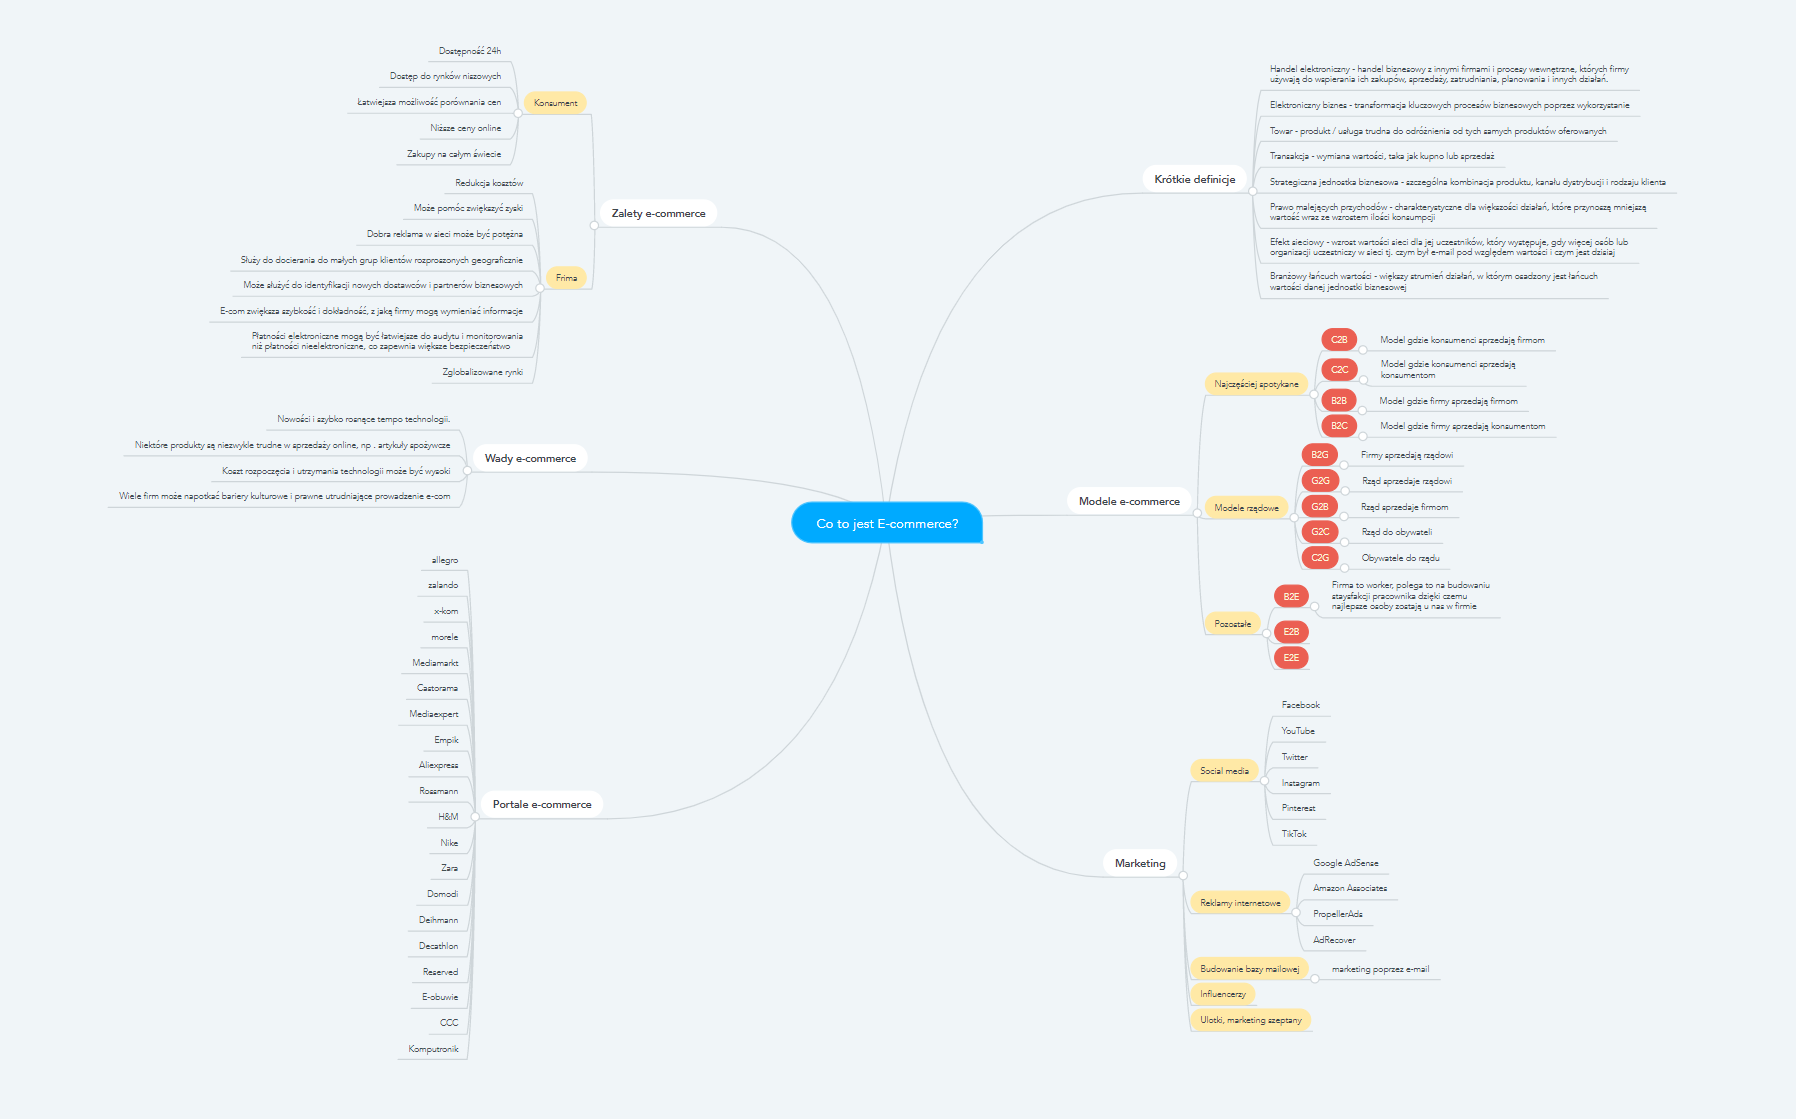 Co to jest E-commerce?
Zalety e-commerce
Konsument
Dostępność 24h
Dostęp do rynków niszowych
Łatwiejsza możliwość porównania cen
Niższe ceny online
Zakupy na całym świecie
Frima
Redukcja kosztów
Może pomóc zwiększyć zyski
Dobra reklama w sieci może być potężna
Służy do docierania do małych grup klientów rozproszonych geograficznie
Może służyć do identyfikacji nowych dostawców i partnerów biznesowych
E-com zwiększa szybkość i dokładność, z jaką firmy mogą wymieniać informacje
Płatności elektroniczne mogą być łatwiejsze do audytu i monitorowania
niż płatności nieelektroniczne, co zapewnia większe bezpieczeństwo
Zglobalizowane rynki
Wady e-commerce
Nowości i szybko rosnące tempo technologii.
Niektóre produkty są niezwykle trudne w sprzedaży online, np . artykuły spożywcze
Koszt rozpoczęcia i utrzymania technologii może być wysoki
Wiele firm może napotkać bariery kulturowe i prawne utrudniające prowadzenie e-com
Portale e-commerce
allegro
zalando
x-kom
morele
Mediamarkt
Castorama
Mediaexpert
Empik
Aliexpress
Rossmann
H&M
Nike
Zara
Domodi
Deihmann
Decathlon
Reserved
E-obuwie
CCC
Komputronik
Krótkie definicje
Handel elektroniczny - handel biznesowy z innymi firmami i procesy wewnętrzne, których firmy
używają do wspierania ich zakupów, sprzedaży, zatrudniania, planowania i innych działań.
Elektroniczny biznes - transformacja kluczowych procesów biznesowych poprzez wykorzystanie
Towar - produkt / usługa trudna do odróżnienia od tych samych produktów oferowanych
Transakcja - wymiana wartości, taka jak kupno lub sprzedaż
Strategiczna jednostka biznesowa - szczególna kombinacja produktu, kanału dystrybucji i rodzaju klienta
Prawo malejących przychodów - charakterystyczne dla większości działań, które przynoszą mniejszą
wartość wraz ze wzrostem ilości konsumpcji
Efekt sieciowy - wzrost wartości sieci dla jej uczestników, który występuje, gdy więcej osób lub
organizacji uczestniczy w sieci tj. czym był e-mail pod względem wartości i czym jest dzisiaj
Branżowy łańcuch wartości - większy strumień działań, w którym osadzony jest łańcuch
wartości danej jednostki biznesowej
Modele e-commerce
Najczęściej spotykane
C2B
Model gdzie konsumenci sprzedają firmom
C2C
Model gdzie konsumenci sprzedają
konsumentom
B2B
Model gdzie firmy sprzedają firmom
B2C
Model gdzie firmy sprzedają konsumentom
Modele rządowe
B2G
Firmy sprzedają rządowi
G2G
Rząd sprzedaje rządowi
G2B
Rząd sprzedaje firmom
G2C
Rząd do obywateli
C2G
Obywatele do rządu
Pozostałe
B2E
Firma to worker, polega to na budowaniu
staysfakcji pracownika dzięki czemu
najlepsze osoby zostają u nas w firmie
E2B
E2E
Marketing
Social media
Facebook
YouTube
Twitter
Instagram
Pinterest
TikTok
Reklamy internetowe
Google AdSense
Amazon Associates
PropellerAds
AdRecover
Budowanie bazy mailowej
marketing poprzez e-mail
Influencerzy
Ulotki, marketing szeptany